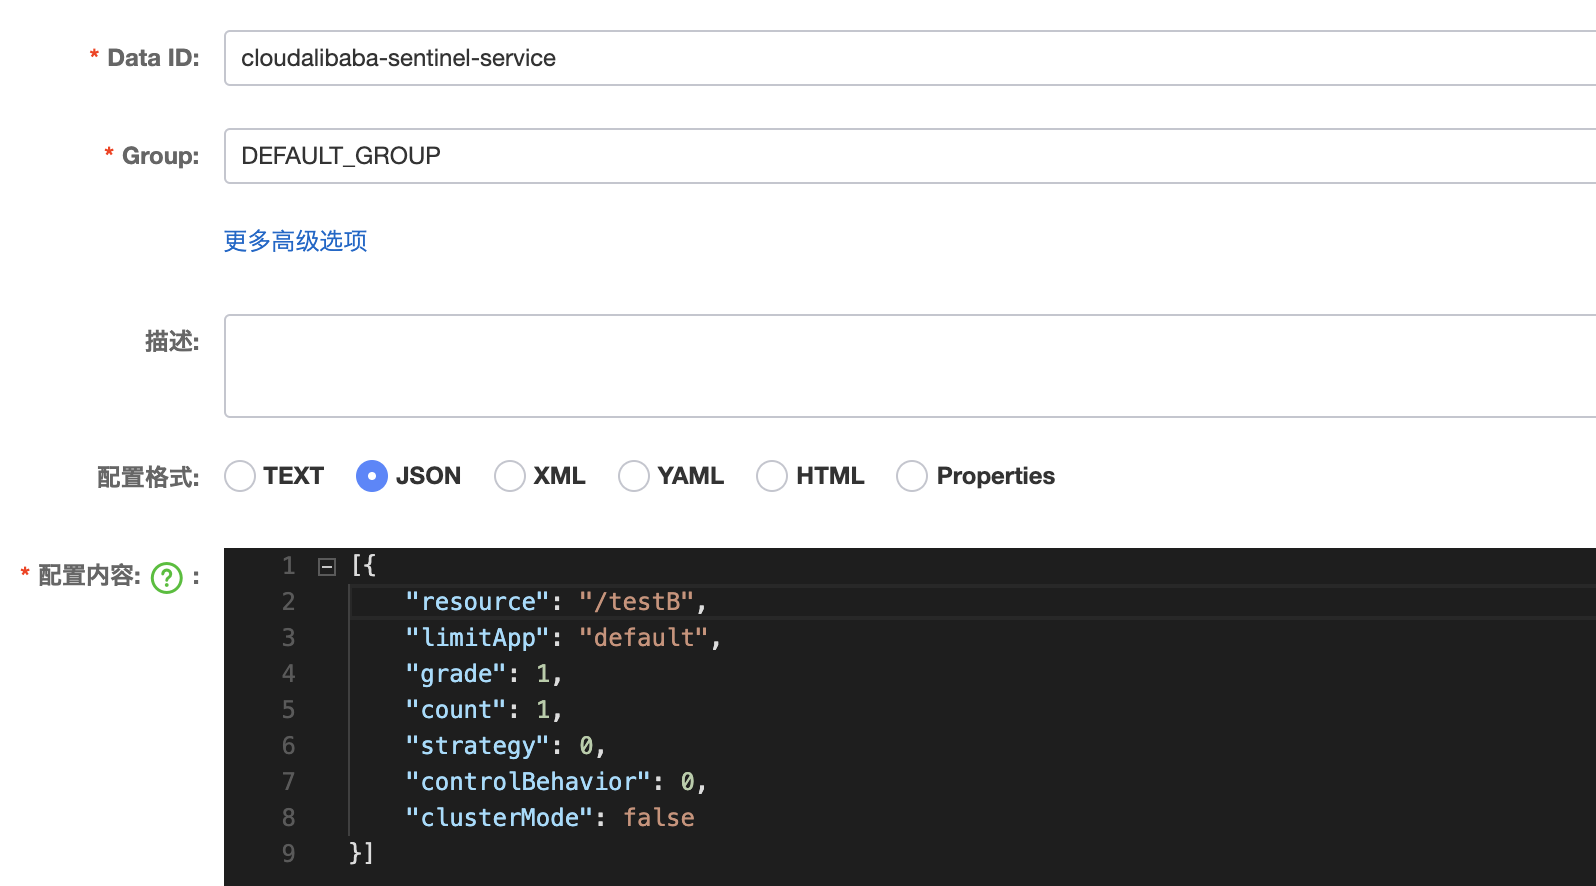 * Data ID: cloudalibaba-sentinel-service
* Group: DEFAULT_GROUP
更多高级选项
描述:
配置格式: TEXT JSON XML YAML HTML Properties
* 配置内容: ? :
1 [{
2 "resource": "/testB",
3 "limitApp": "default",
4 "grade": 1,
5 "count": 1,
6 "strategy": 0,
7 "controlBehavior": 0,
8 "clusterMode": false
9 }]